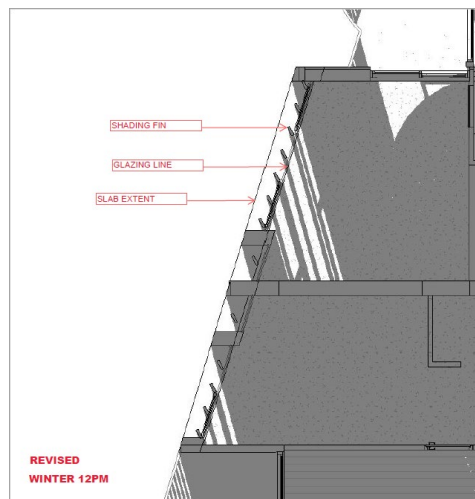 SHADING FIN
GLAZING LINE
SLAB EXTENT
REVISED
WINTER 12PM